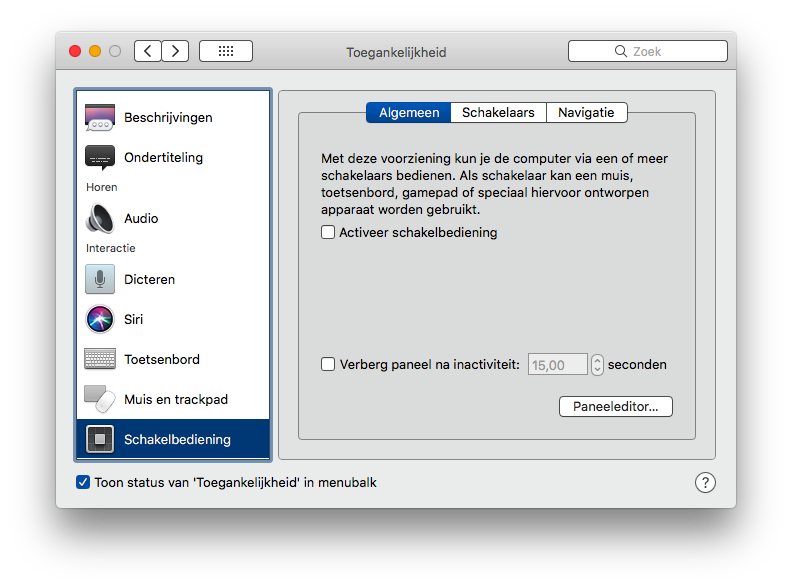 Toegankelijkheid
Zoek
Beschrijvingen
Ondertiteling
Horen
Audio
Interactie
Dicteren
Siri
Toetsenbord
Muis en trackpad
Schakelbediening
Algemeen
Schakelaars
Navigatie
Met deze voorziening kun je de computer via een of meer
schakelaars bedienen. Als schakelaar kan een muis,
toetsenbord, gamepad of speciaal hiervoor ontworpen
apparaat worden gebruikt.
Activeer schakelbediening
Verberg paneel na inactiviteit: 15,00 seconden
Paneeleditor...
Toon status van 'Toegankelijkheid' in menubalk
?